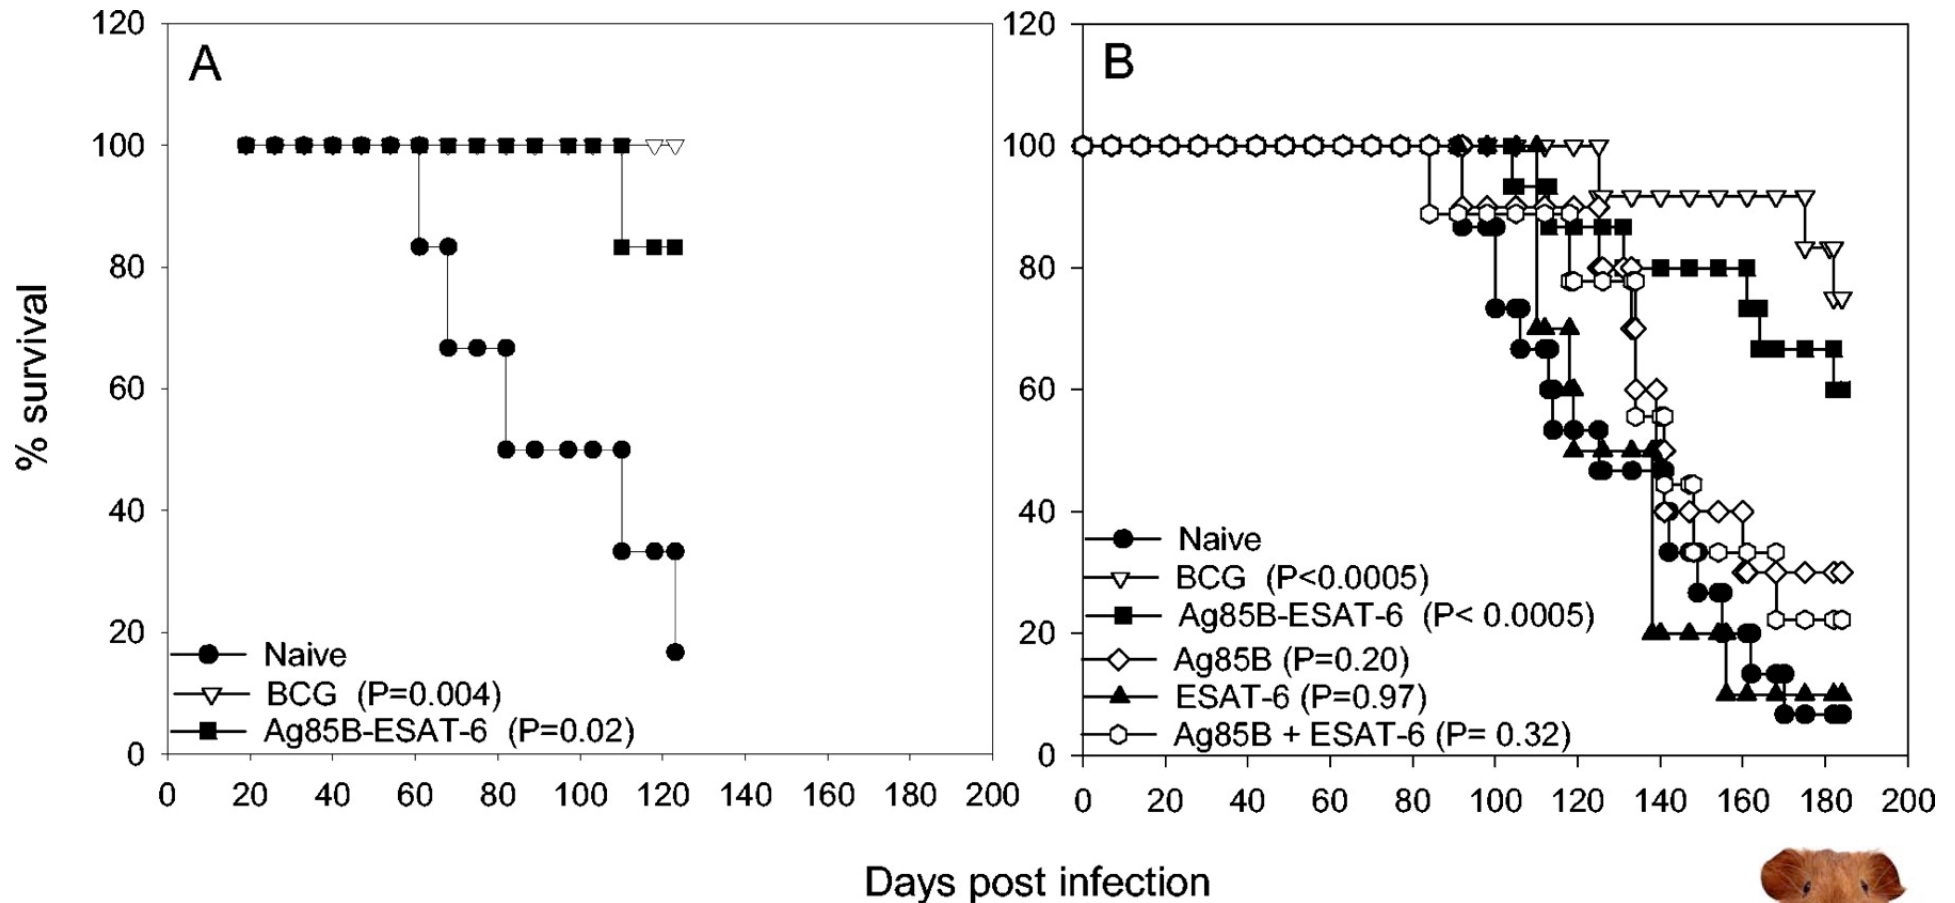 A
B
120
100
80
60
40
20
0
% survival
Naive
BCG (P=0.004)
Ag85B-ESAT-6 (P=0.02)
0 20 40 60 80 100 120 140 160 180 200
120
100
80
60
40
20
0
Naive
BCG (P<0.0005)
Ag85B-ESAT-6 (P< 0.0005)
Ag85B (P=0.20)
ESAT-6 (P=0.97)
Ag85B + ESAT-6 (P= 0.32)
0 20 40 60 80 100 120 140 160 180 200
Days post infection